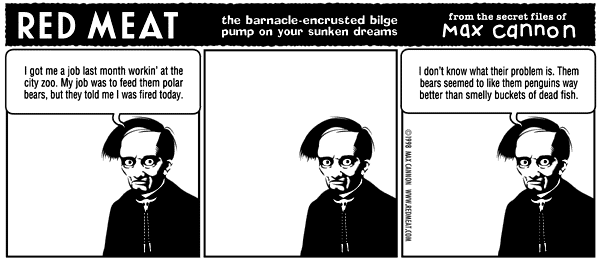 RED MEAT
the barnacle-encrusted bilge
pump on your sunken dreams
from the secret files of
Max cannon
I got me a job last month workin' at the
city zoo. My job was to feed them polar
bears, but they told me I was fired today.
I don't know what their problem is. Them
bears seemed to like them penguins way
better than smelly buckets of dead fish.
©1998 MAX CANNON WWW.REDMEAT.COM